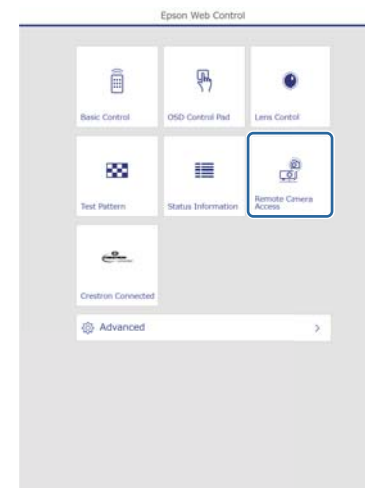 Epson Web Control
Basic Control
OSD Control Pad
Lens Control
Test Pattern
Status Information
Remote Camera
Access
CRESTRON
Crestron Connected
Advanced